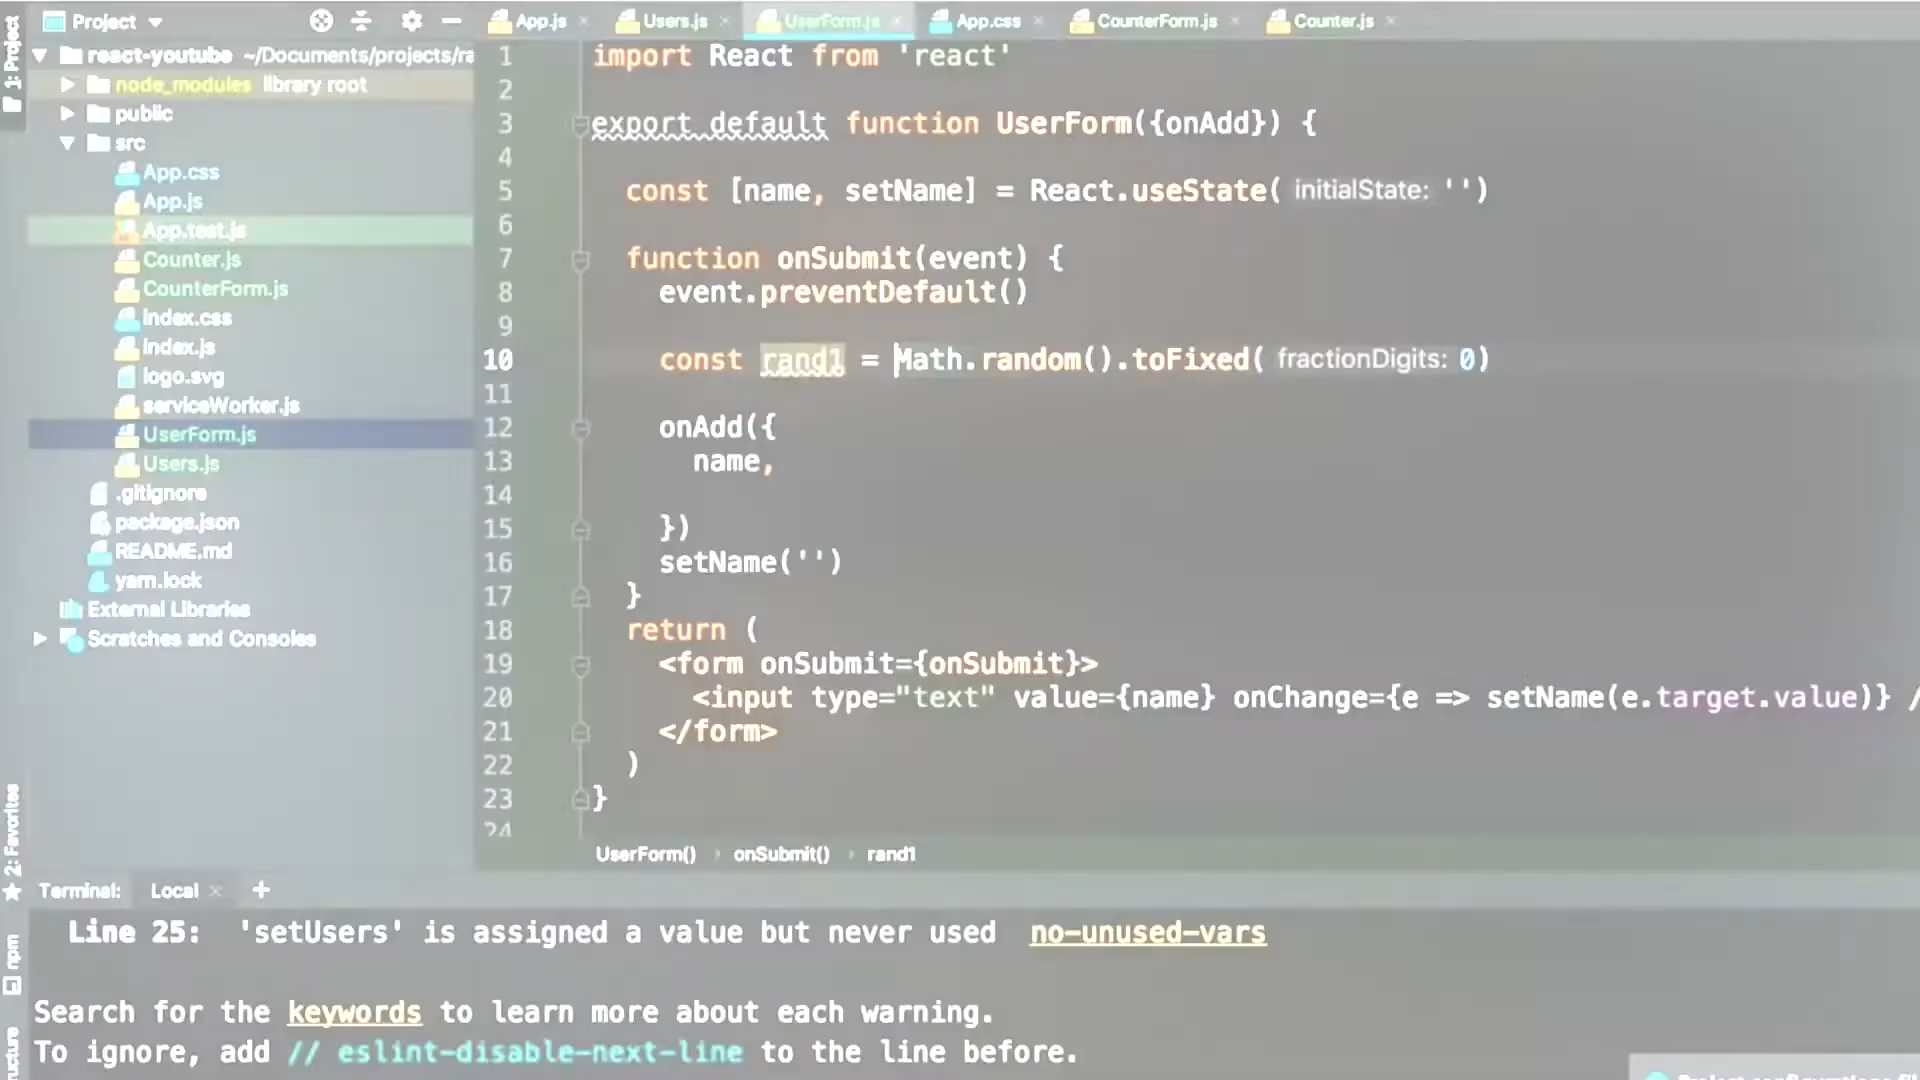 1: Project
Project
react-youtube ~/Documents/projects/ra
node_modules library root
public
src
App.css
App.js
App.test.js
Counter.js
CounterForm.js
index.css
index.js
logo.svg
serviceWorker.js
UserForm.js
Users.js
.gitignore
package.json
README.md
yarn.lock
External Libraries
Scratches and Consoles
App.js Users.js UserForm.js App.css CounterForm.js Counter.js
1 import React from 'react'
2
3 export default function UserForm({onAdd}) {
4
5 const [name, setName] = React.useState( initialState: '')
6
7 function onSubmit(event) {
8 event.preventDefault()
9
10 const rand1 = Math.random().toFixed( fractionDigits: 0)
11
12 onAdd({
13 name,
14
15 })
16 setName('')
17 }
18 return (
19 <form onSubmit={onSubmit}>
20 <input type="text" value={name} onChange={e => setName(e.target.value)} /
21 </form>
22 )
23 }
24
UserForm() › onSubmit() › rand1
2: Favorites
npm
ructure
Terminal: Local +
Line 25: 'setUsers' is assigned a value but never used no-unused-vars
Search for the keywords to learn more about each warning.
To ignore, add // eslint-disable-next-line to the line before.